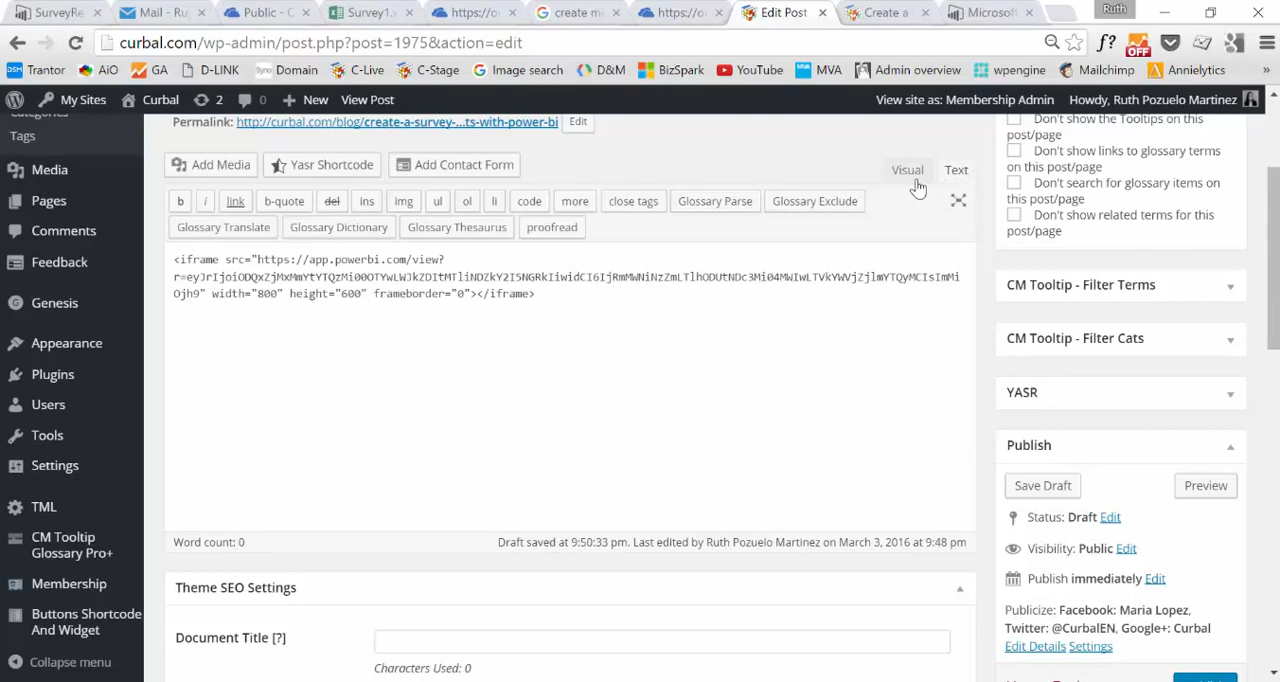 SurveyRe
Mail - Ru
Public - C
Survey1.
https://o
create m
https://o
Edit Post
Create a
Microsof
Ruth
curbal.com/wp-admin/post.php?post=1975&action=edit
f?
OFF
Trantor
AiO
GA
D-LINK
Domain
C-Live
C-Stage
Image search
D&M
BizSpark
YouTube
MVA
Admin overview
wpengine
Mailchimp
Annielytics
»
My Sites
Curbal
2
0
New
View Post
View site as: Membership Admin
Howdy, Ruth Pozuelo Martinez
Categories
Tags
Media
Pages
Comments
Feedback
Genesis
Appearance
Plugins
Users
Tools
Settings
TML
CM Tooltip
Glossary Pro+
Membership
Buttons Shortcode
And Widget
Collapse menu
Permalink: http://curbal.com/blog/create-a-survey-...ts-with-power-bi Edit
Add Media
Yasr Shortcode
Add Contact Form
Visual
Text
b
i
link
b-quote
del
ins
img
ul
ol
li
code
more
close tags
Glossary Parse
Glossary Exclude
Glossary Translate
Glossary Dictionary
Glossary Thesaurus
proofread
<iframe src="https://app.powerbi.com/view?
Ojh9" width="800" height="600" frameborder="0"></iframe>
Word count: 0
Draft saved at 9:50:33 pm. Last edited by Ruth Pozuelo Martinez on March 3, 2016 at 9:48 pm
Theme SEO Settings
Document Title [?]
Characters Used: 0
Don't show the Tooltips on this
post/page
Don't show links to glossary terms
on this post/page
Don't search for glossary items on
this post/page
Don't show related terms for this
post/page
CM Tooltip - Filter Terms
CM Tooltip - Filter Cats
YASR
Publish
Save Draft
Preview
Status: Draft Edit
Visibility: Public Edit
Publish immediately Edit
Publicize: Facebook: Maria Lopez,
Twitter: @CurbalEN, Google+: Curbal
Edit Details Settings